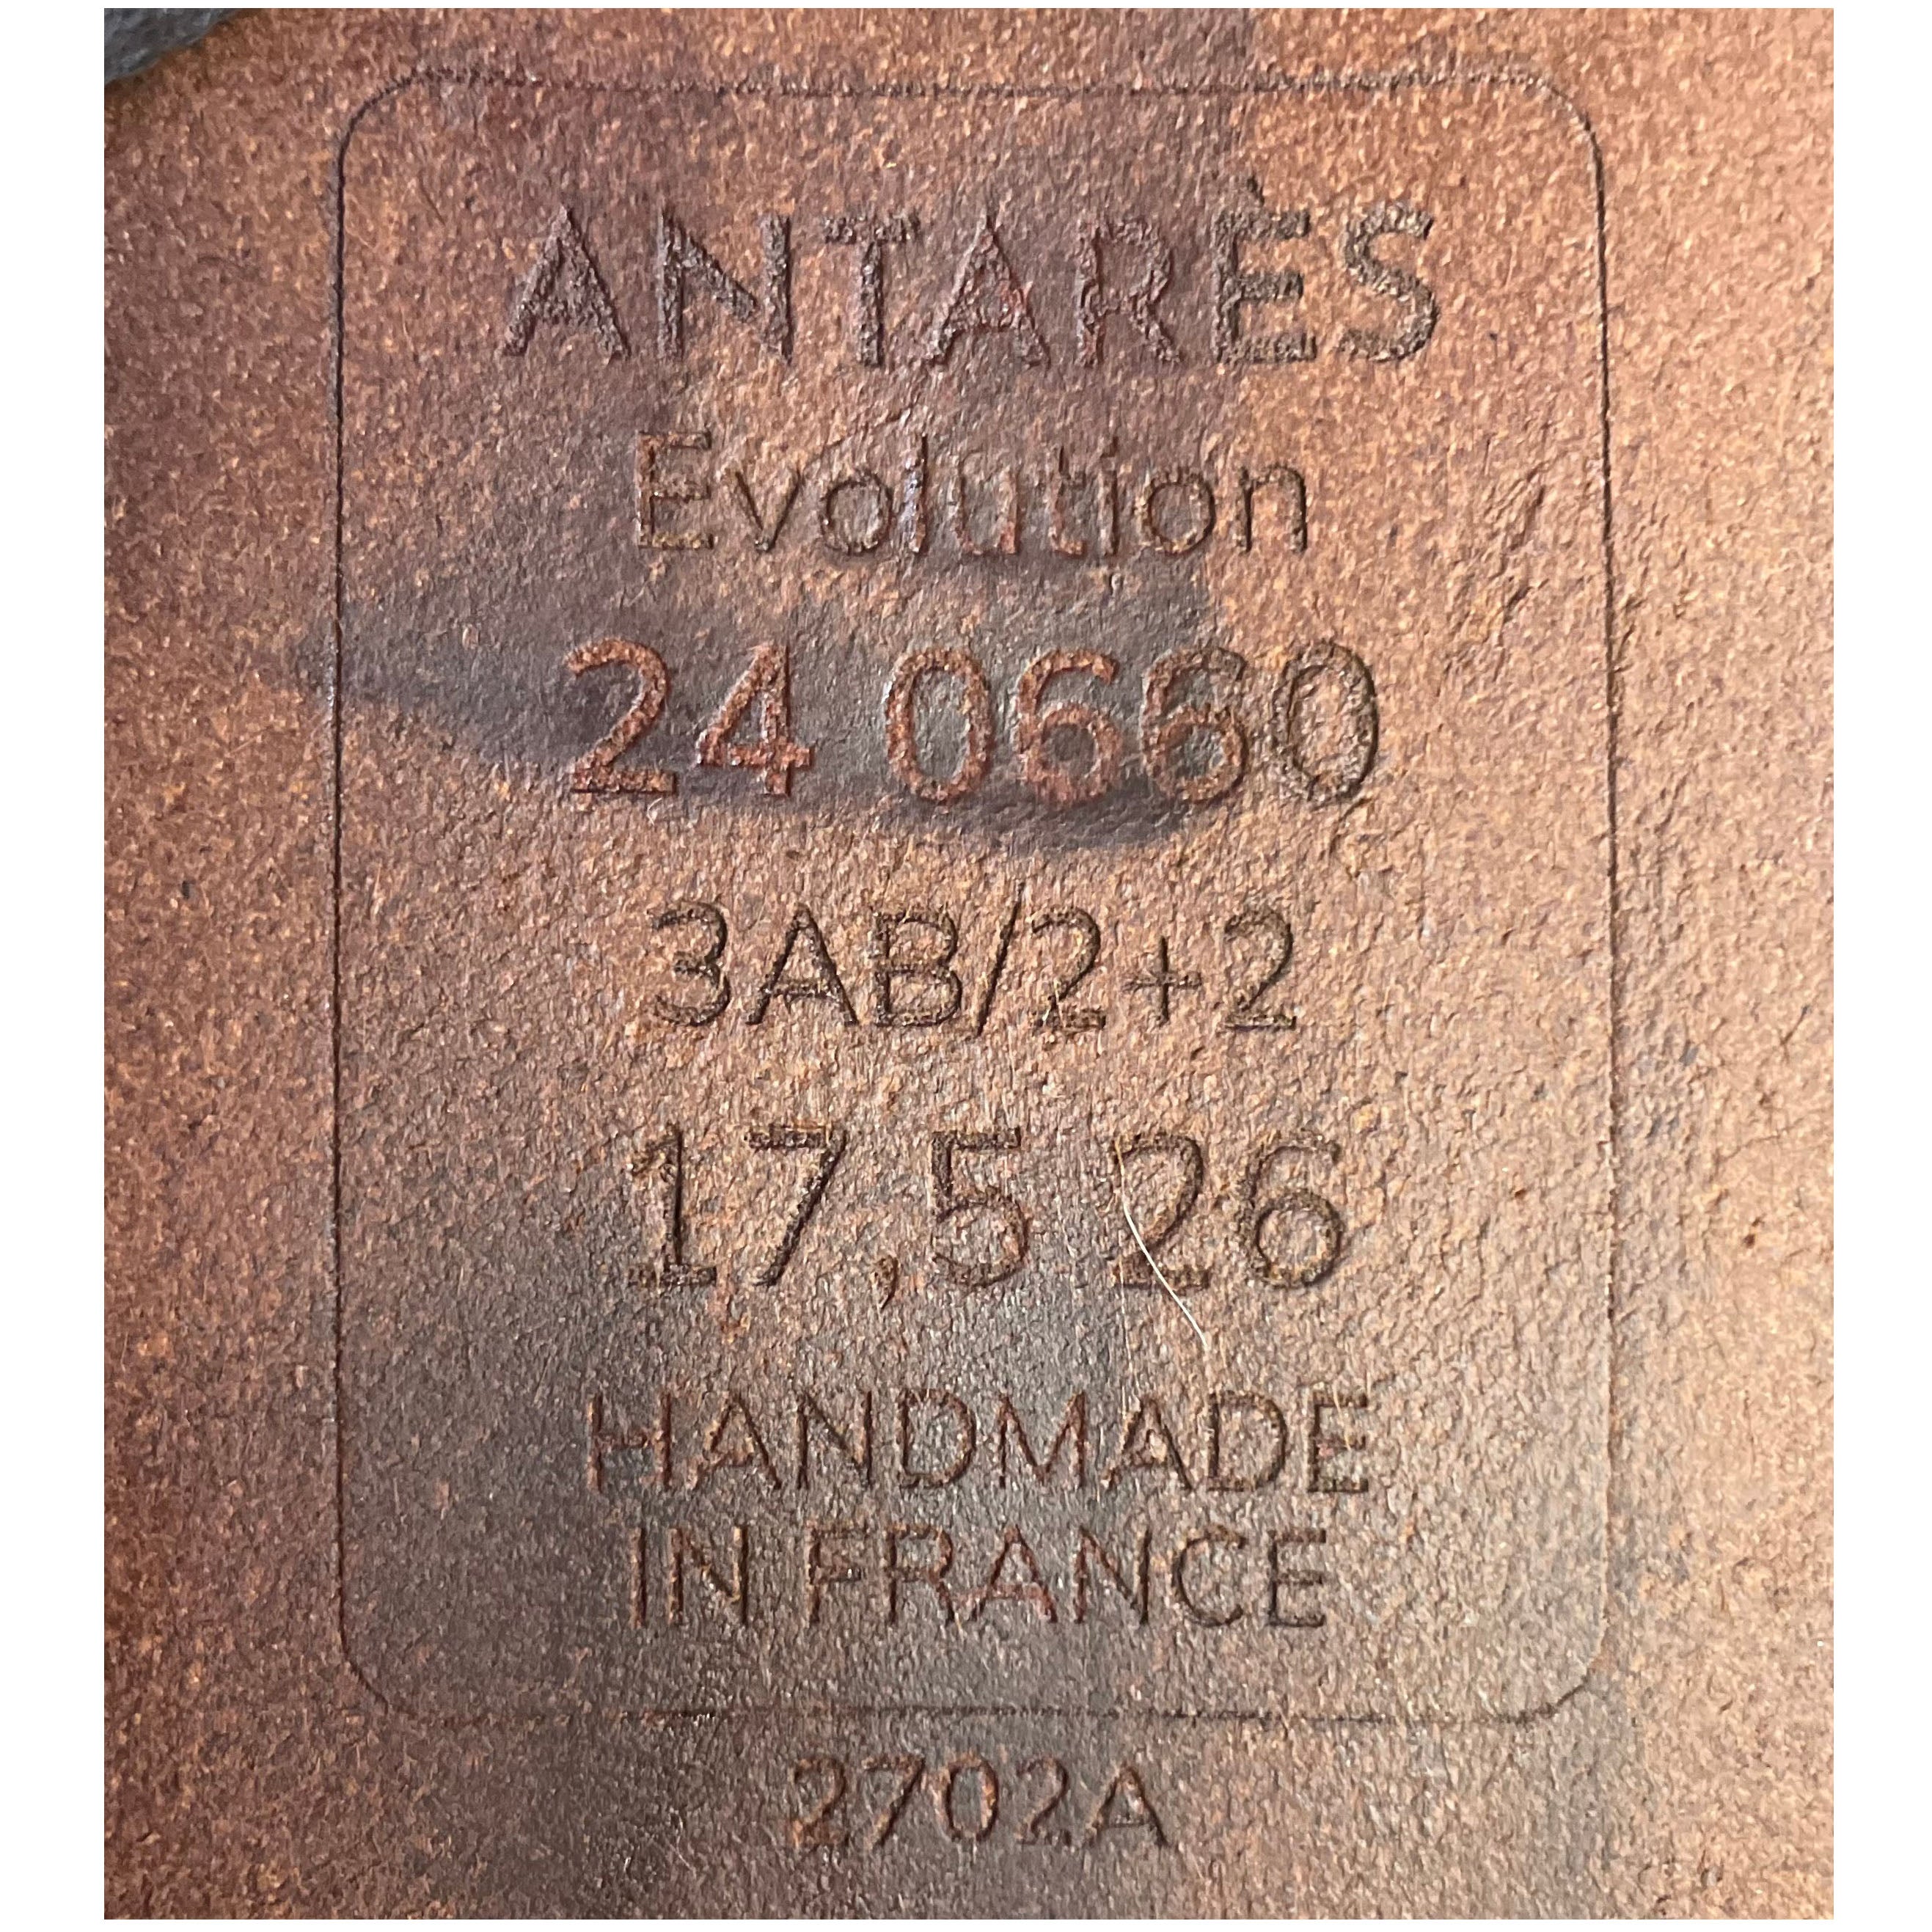 ANTARÈS
Evolution
24 0660
3AB/2+2
17,5 26
HANDMADE
IN FRANCE
2702A